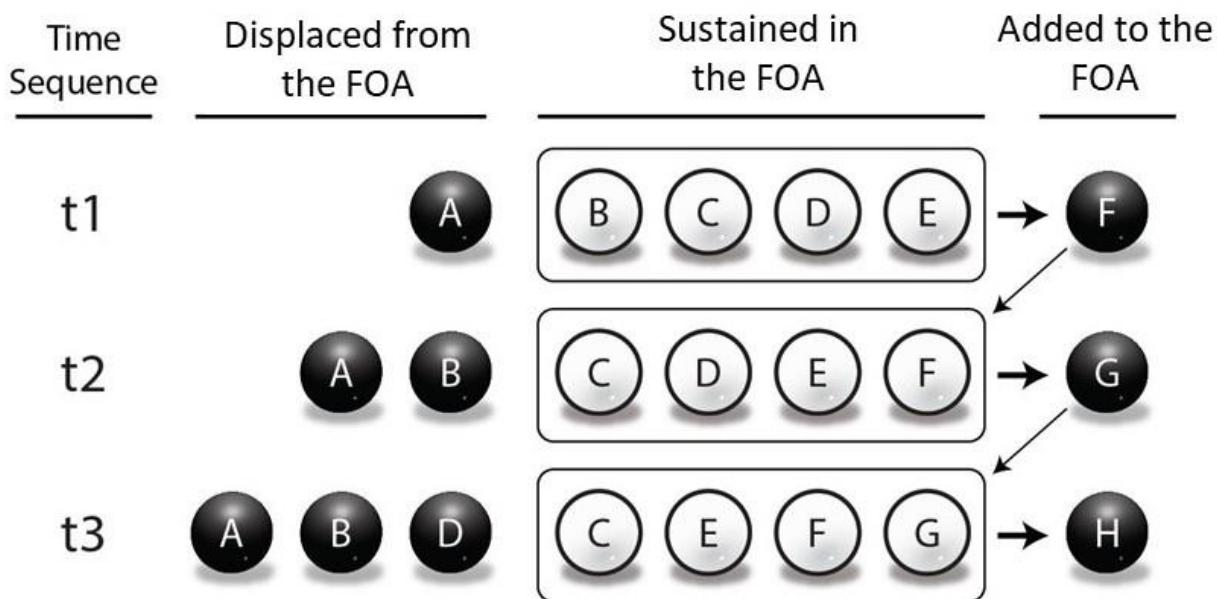 Time
Sequence
Displaced from
the FOA
Sustained in
the FOA
Added to the
FOA
t1
A
B C D E
F
t2
A B
C D E F
G
t3
A B D
C E F G
H